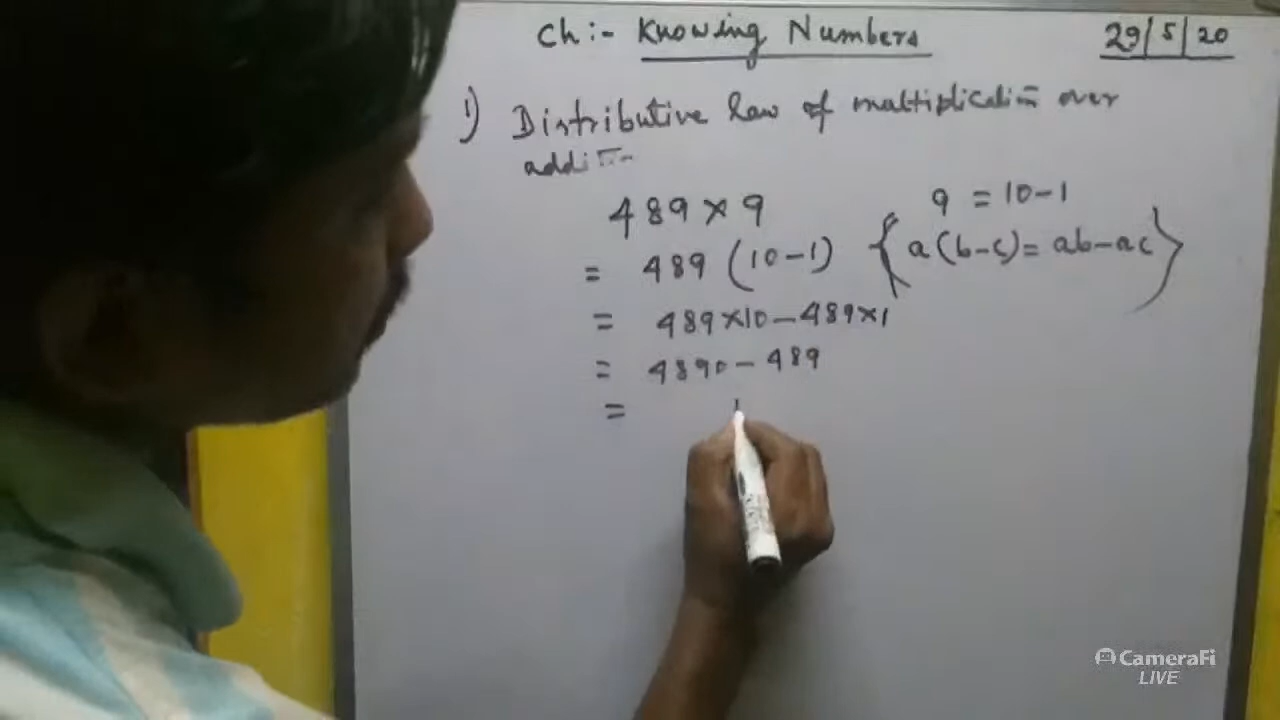 Ch:- Knowing Numbers 29/5/20
1) Distributive law of multiplication over
addition
489 × 9 9 = 10-1
= 489 (10-1) {a(b-c)= ab-ac}
= 489×10-489×1
= 4890-489
=
CameraFi
LIVE